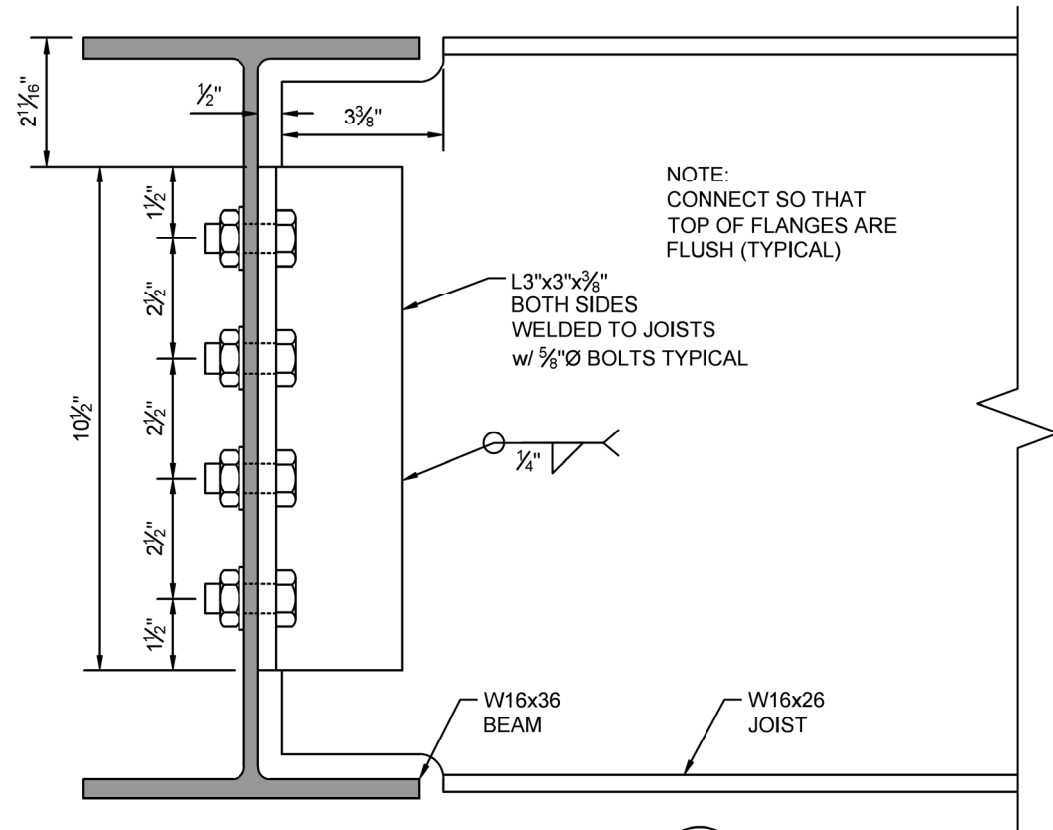 2 11⁄16"
1⁄2"
3 3⁄8"
NOTE:
CONNECT SO THAT
TOP OF FLANGES ARE
FLUSH (TYPICAL)
1 1⁄2"
2 1⁄2"
2 1⁄2"
2 1⁄2"
1 1⁄2"
10 1⁄2"
L3"x3"x3⁄8"
BOTH SIDES
WELDED TO JOISTS
w/ 5⁄8"Ø BOLTS TYPICAL
1⁄4"
W16x36
BEAM
W16x26
JOIST